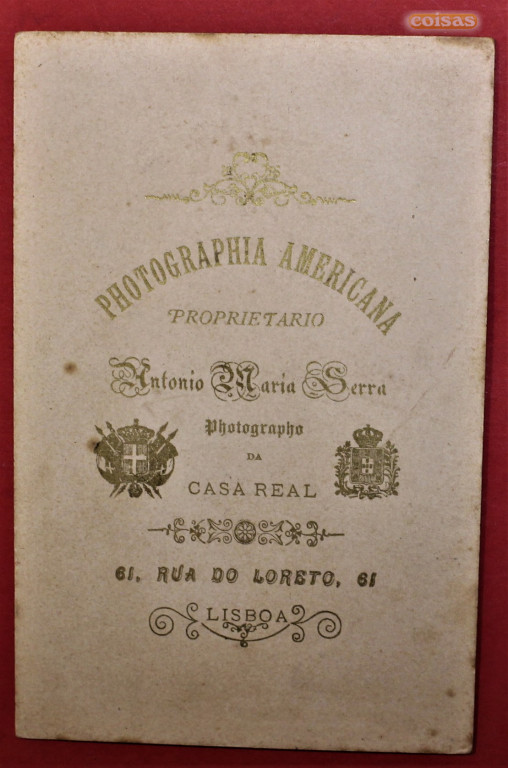 coisas
PHOTOGRAPHIA AMERICANA
PROPRIETARIO
Antonio Maria Serra
Photographo
DA
CASA REAL
61, RUA DO LORETO, 61
LISBOA